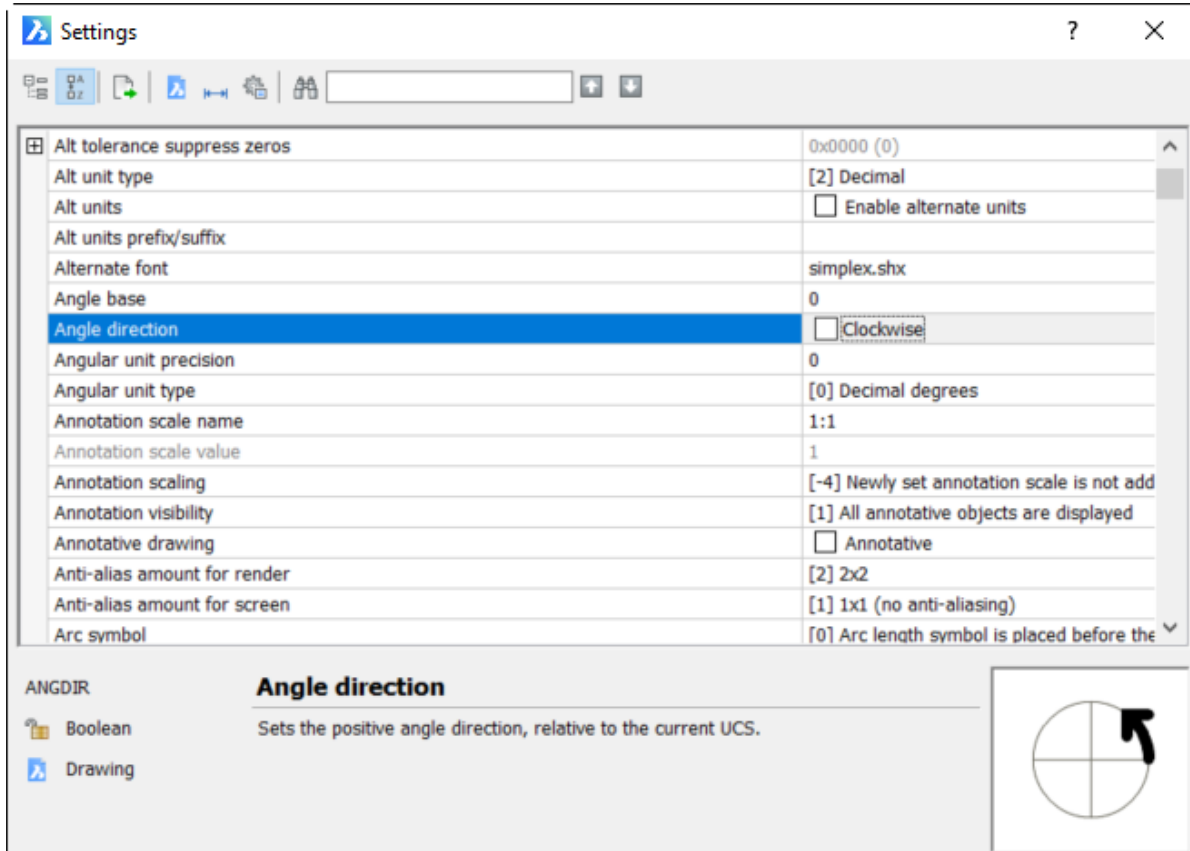 Settings
?
Alt tolerance suppress zeros 0x0000 (0)
Alt unit type [2] Decimal
Alt units Enable alternate units
Alt units prefix/suffix
Alternate font simplex.shx
Angle base 0
Angle direction Clockwise
Angular unit precision 0
Angular unit type [0] Decimal degrees
Annotation scale name 1:1
Annotation scale value 1
Annotation scaling [-4] Newly set annotation scale is not add
Annotation visibility [1] All annotative objects are displayed
Annotative drawing Annotative
Anti-alias amount for render [2] 2x2
Anti-alias amount for screen [1] 1x1 (no anti-aliasing)
Arc symbol [0] Arc length symbol is placed before the
ANGDIR Angle direction
Boolean Sets the positive angle direction, relative to the current UCS.
Drawing